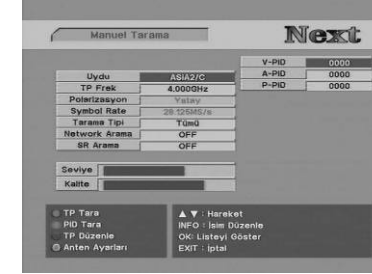 Manuel Tarama
Next
V-PID 0000
A-PID 0000
P-PID 0000
Uydu ASIA2/C
TP Frek 4.000GHz
Polarizasyon Yatay
Symbol Rate 28.125MS/s
Tarama Tipi Tümü
Network Arama OFF
SR Arama OFF
Seviye
Kalite
TP Tara
PID Tara
TP Düzenle
Anten Ayarları
▲ ▼ : Hareket
INFO : İsim Düzenle
OK: Listeyi Göster
EXIT : İptal